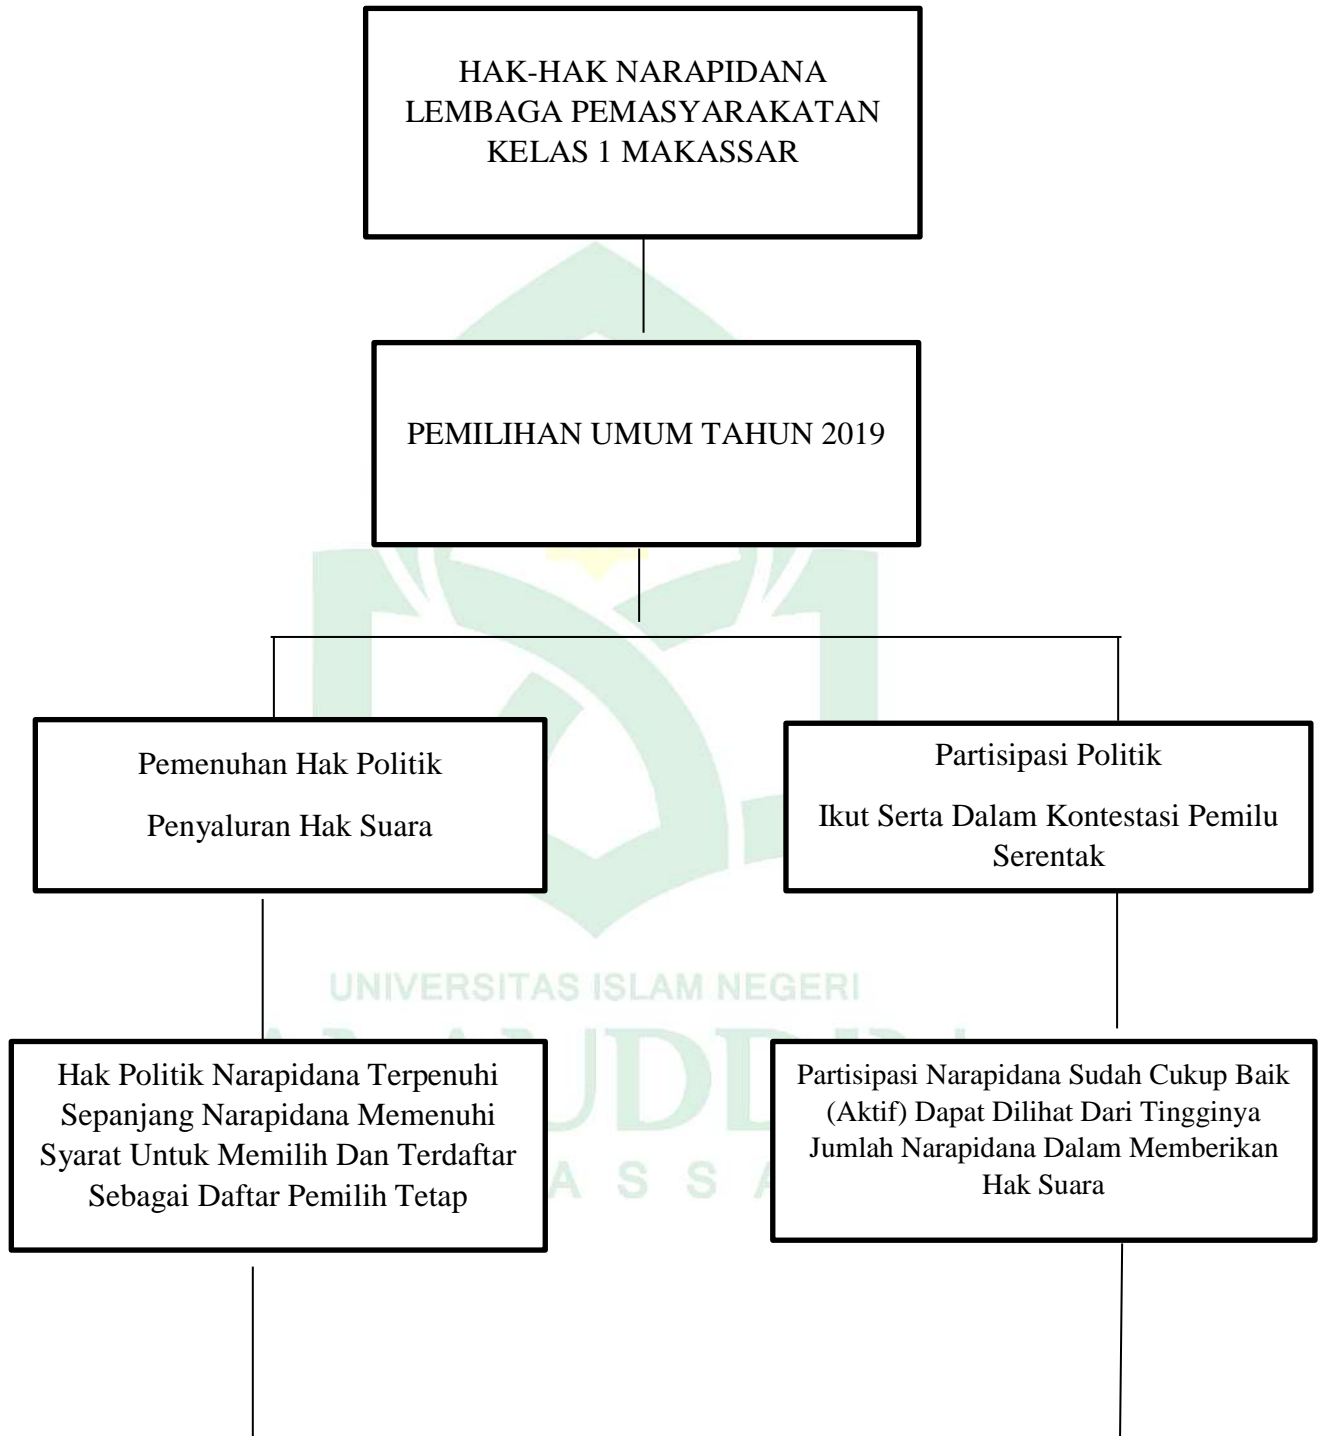 HAK-HAK NARAPIDANA
LEMBAGA PEMASYARAKATAN
KELAS 1 MAKASSAR
PEMILIHAN UMUM TAHUN 2019
Pemenuhan Hak Politik
Penyaluran Hak Suara
Partisipasi Politik
Ikut Serta Dalam Kontestasi Pemilu
Serentak
UNIVERSITAS ISLAM NEGERI
Hak Politik Narapidana Terpenuhi
Sepanjang Narapidana Memenuhi
Syarat Untuk Memilih Dan Terdaftar
Sebagai Daftar Pemilih Tetap
Partisipasi Narapidana Sudah Cukup Baik
(Aktif) Dapat Dilihat Dari Tingginya
Jumlah Narapidana Dalam Memberikan
Hak Suara